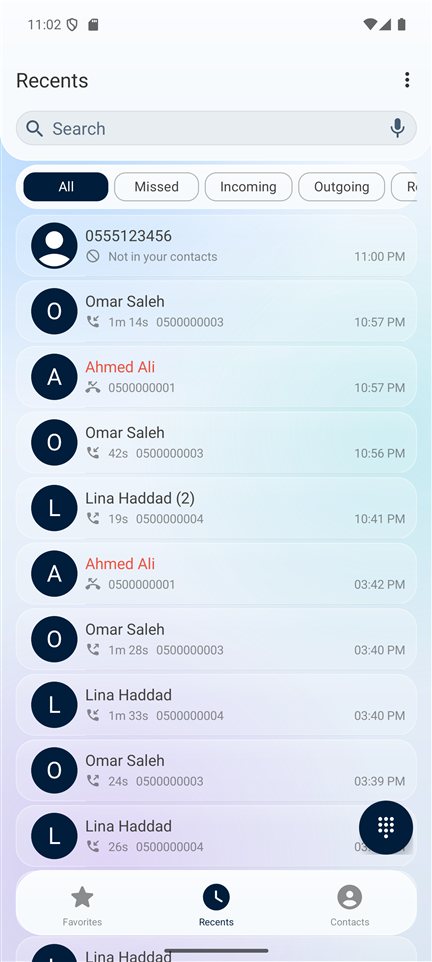 11:02
Recents
Search
All Missed Incoming Outgoing
0555123456
Not in your contacts 11:00 PM
O Omar Saleh
1m 14s 0500000003 10:57 PM
A Ahmed Ali
0500000001 10:57 PM
O Omar Saleh
42s 0500000003 10:56 PM
L Lina Haddad (2)
19s 0500000004 10:41 PM
A Ahmed Ali
0500000001 03:42 PM
O Omar Saleh
1m 28s 0500000003 03:40 PM
L Lina Haddad
1m 33s 0500000004 03:40 PM
O Omar Saleh
24s 0500000003 03:39 PM
L Lina Haddad
26s 0500000004
Favorites Recents Contacts
Lina Haddad